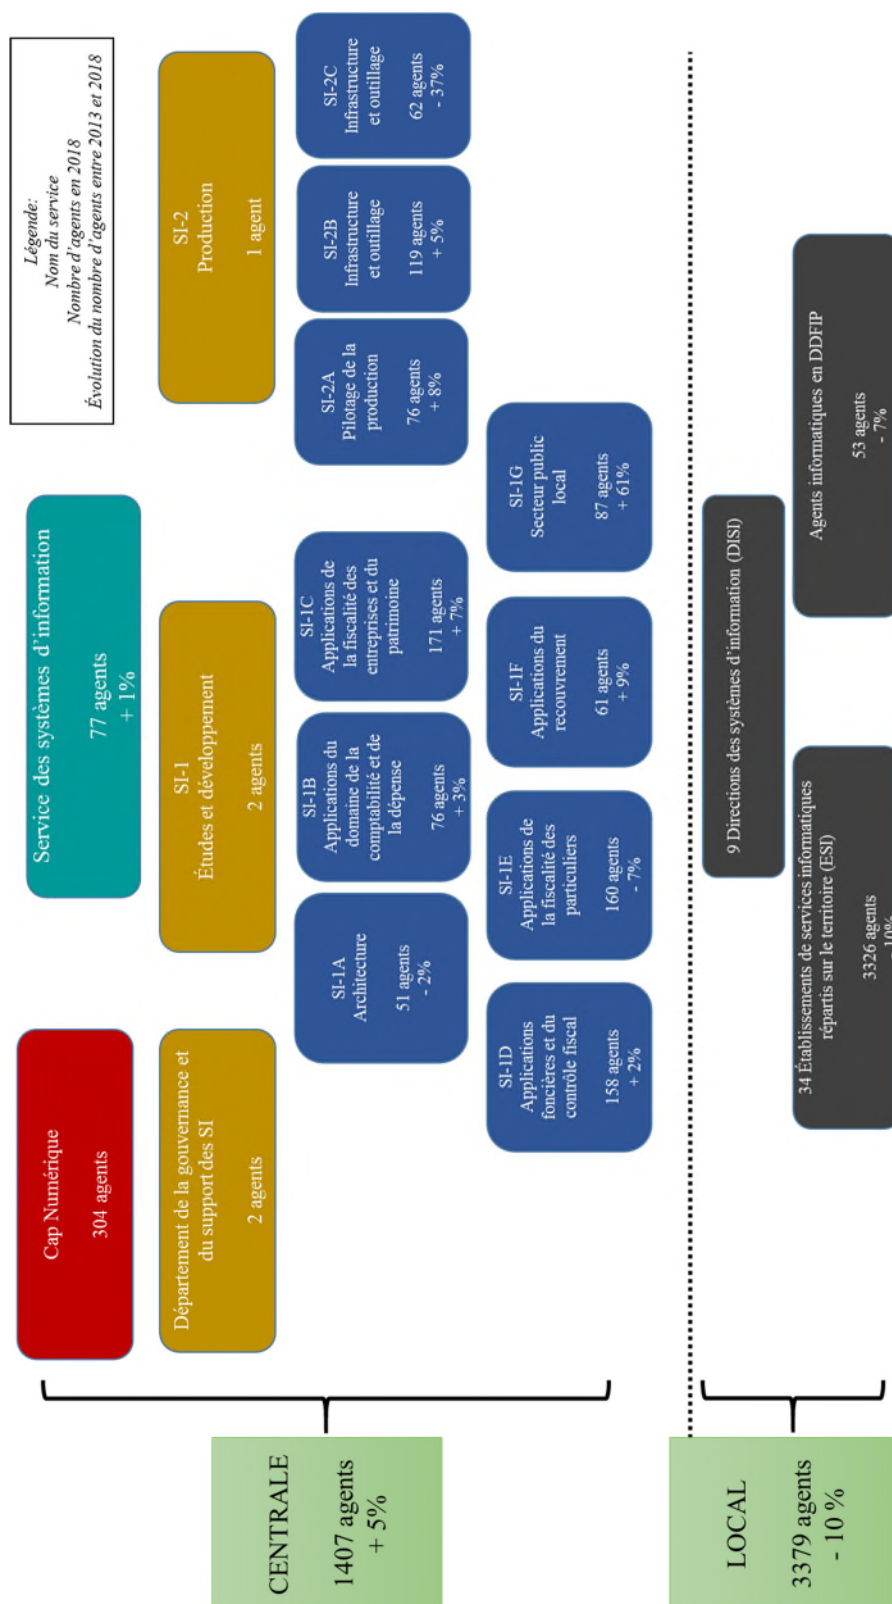 Légende:
Nom du service
Nombre d'agents en 2018
Évolution du nombre d'agents entre 2013 et 2018
Cap Numérique
304 agents
Service des systèmes d'information
77 agents
+ 1%
Département de la gouvernance et
du support des SI
2 agents
SI-1
Études et développement
2 agents
SI-2
Production
1 agent
SI-1A
Architecture
51 agents
- 2%
SI-1B
Applications du
domaine de la
comptabilité et de
la dépense
76 agents
+ 3%
SI-1C
Applications de
la fiscalité des
entreprises et du
patrimoine
171 agents
+ 7%
SI-2A
Pilotage de la
production
76 agents
+ 8%
SI-2B
Infrastructure
et outillage
119 agents
+ 5%
SI-2C
Infrastructure
et outillage
62 agents
- 37%
SI-1D
Applications
foncières et du
contrôle fiscal
158 agents
+ 2%
SI-1E
Applications de
la fiscalité des
particuliers
160 agents
- 7%
SI-1F
Applications du
recouvrement
61 agents
+ 9%
SI-1G
Secteur public
local
87 agents
+ 61%
CENTRALE
1407 agents
+ 5%
9 Directions des systèmes d'information (DISI)
34 Établissements de services informatiques
répartis sur le territoire (ESI)
3326 agents
- 10%
Agents informatiques en DDFIP
53 agents
- 7%
LOCAL
3379 agents
- 10 %